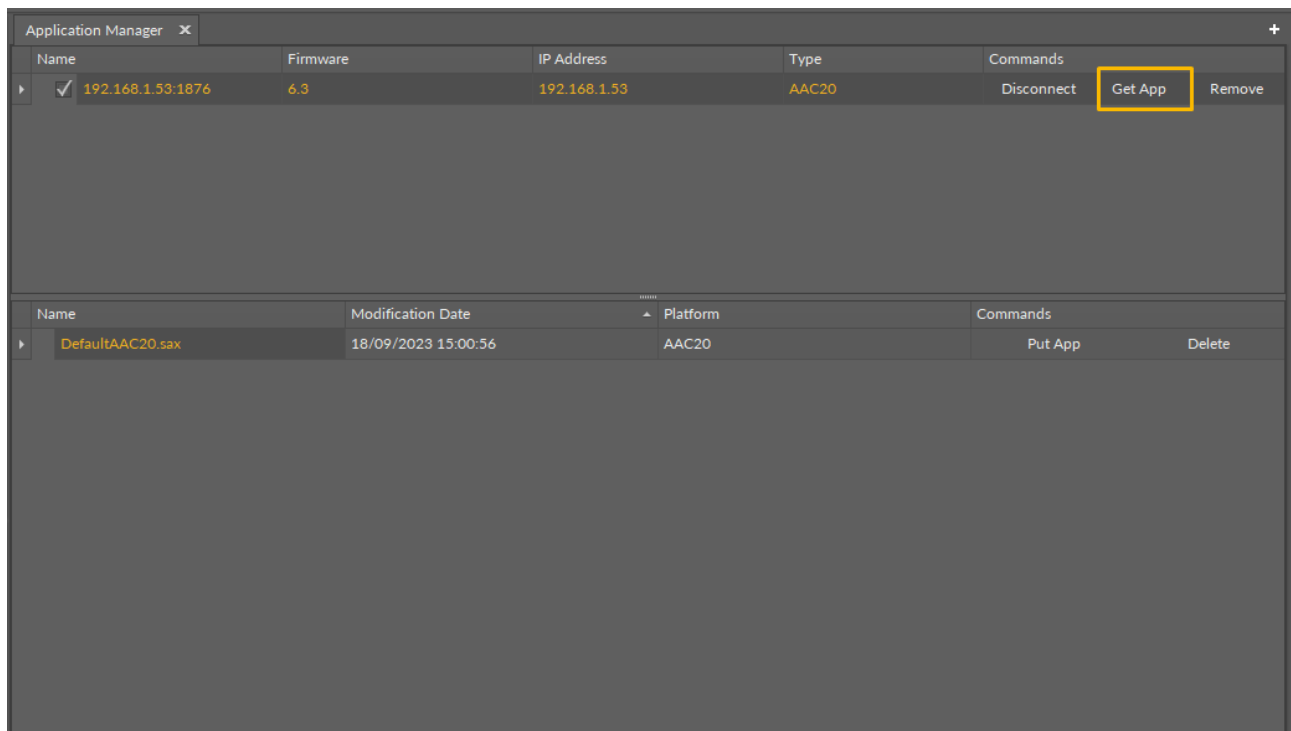 Application Manager
Name Firmware IP Address Type Commands
192.168.1.53:1876 6.3 192.168.1.53 AAC20 Disconnect Get App Remove
Name Modification Date Platform Commands
DefaultAAC20.sax 18/09/2023 15:00:56 AAC20 Put App Delete